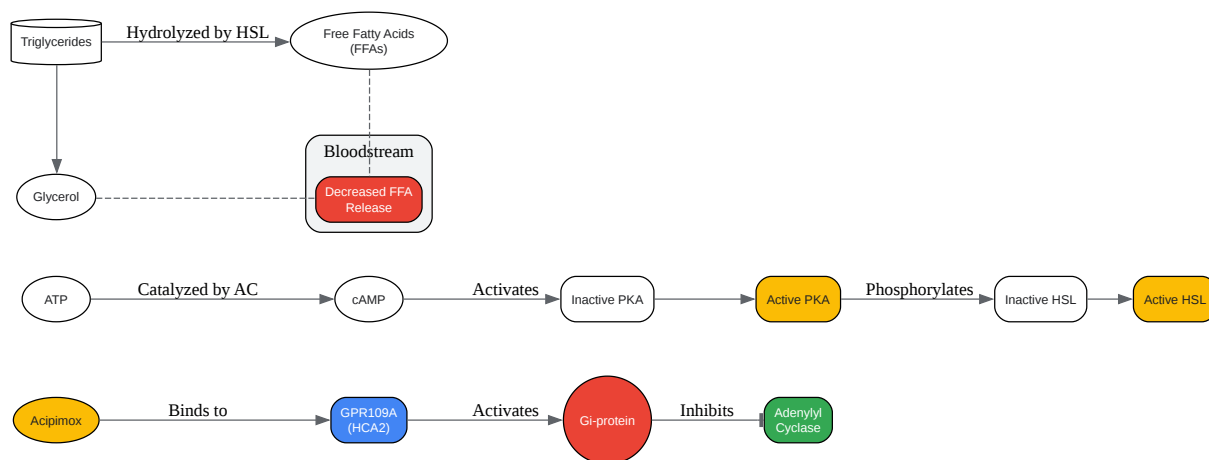 Triglycerides
Hydrolyzed by HSL
Free Fatty Acids
(FFAs)
Bloodstream
Glycerol
Decreased FFA
Release
ATP
Catalyzed by AC
cAMP
Activates
Inactive PKA
Active PKA
Phosphorylates
Inactive HSL
Active HSL
Acipimox
Binds to
GPR109A
(HCA2)
Activates
Gi-protein
Inhibits
Adenylyl
Cyclase